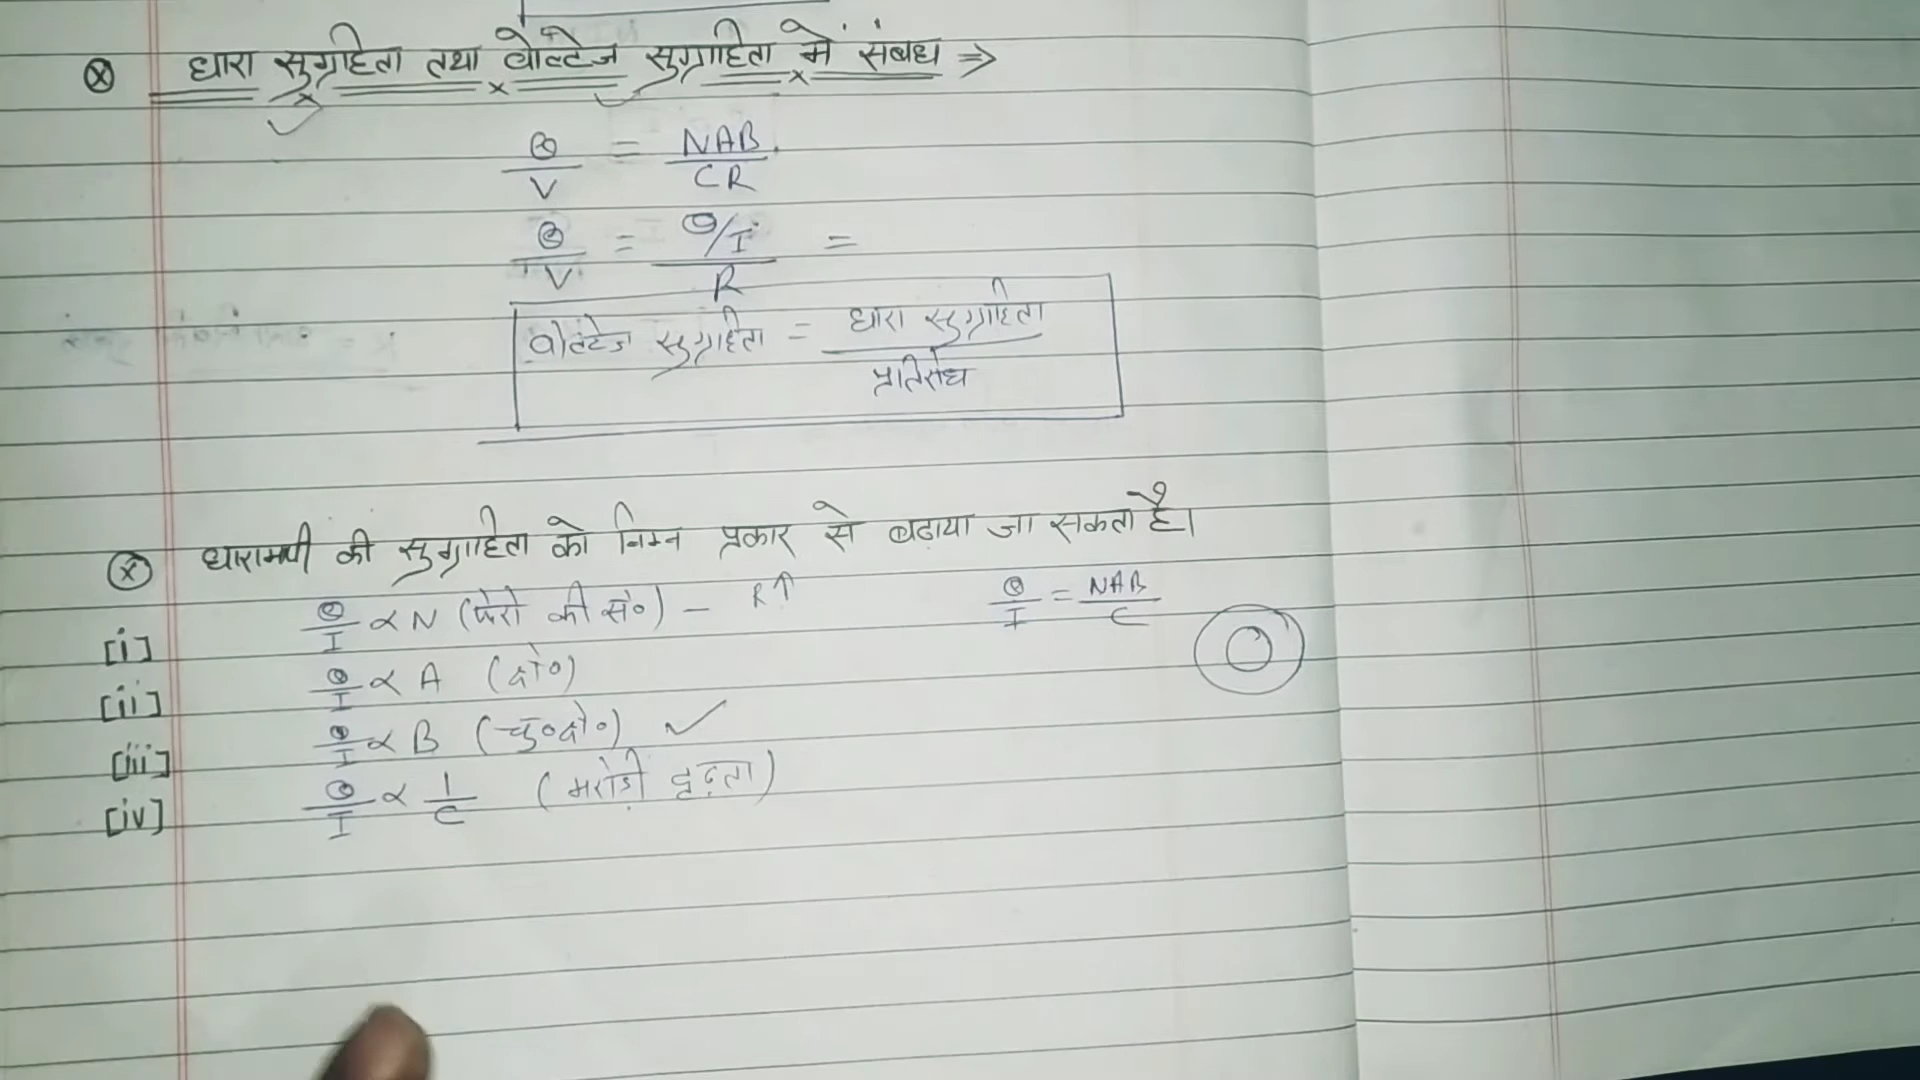 ⓧ धारा सुग्राहिता तथा वोल्टेज सुग्राहिता में संबंध ⇒
θ/V = NAB/CR
θ/V = (θ/I)/R =
वोल्टेज सुग्राहिता = धारा सुग्राहिता / प्रतिरोध
ⓧ धारामापी की सुग्राहिता को निम्न प्रकार से बढ़ाया जा सकता है।
[i] θ/I ∝ N (फेरो की सं०) - R↑ θ/I = NAB/C
[ii] θ/I ∝ A (क्षे०)
[iii] θ/I ∝ B (चु०क्षे०) ✓
[iv] θ/I ∝ 1/C (मरोड़ी दृढ़ता)